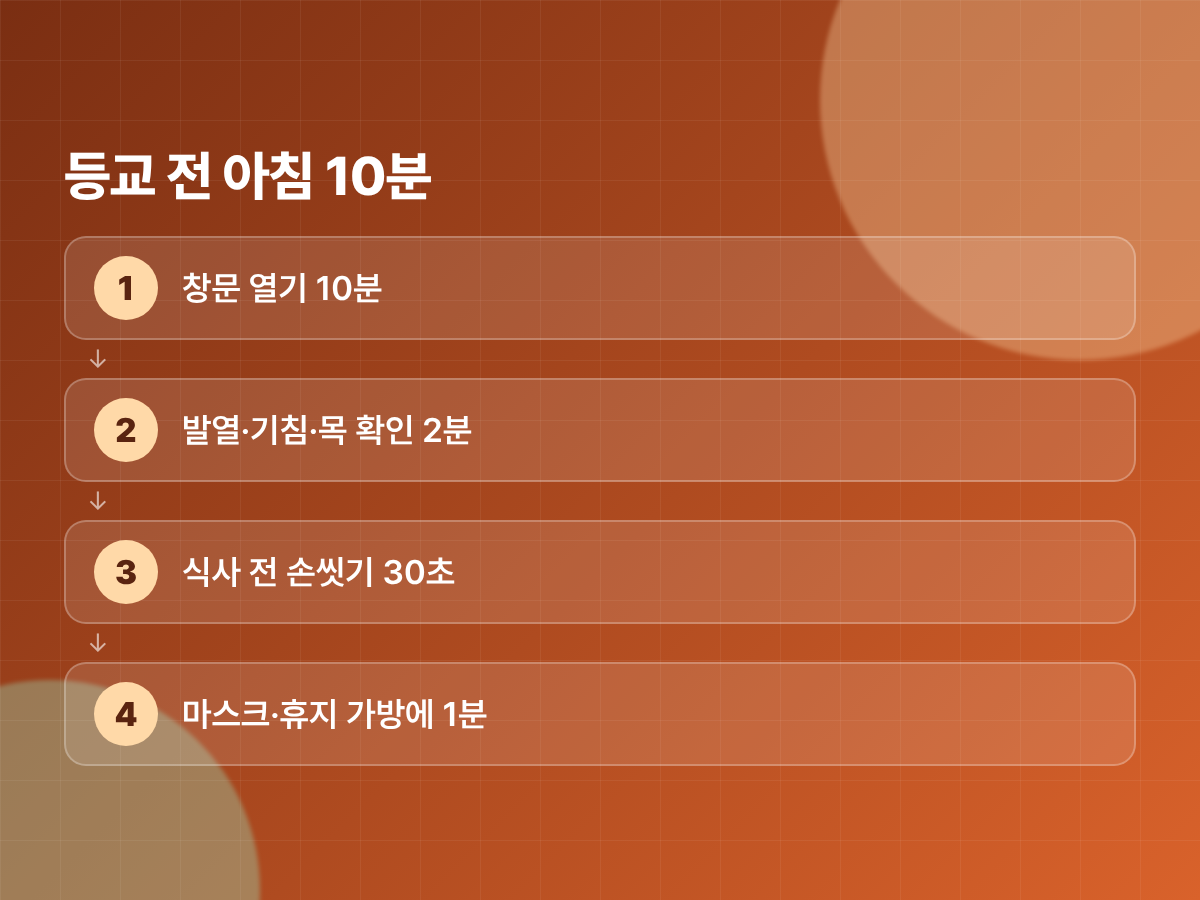 등교 전 아침 10분
1 창문 열기 10분
↓
2 발열·기침·목 확인 2분
↓
3 식사 전 손씻기 30초
↓
4 마스크·휴지 가방에 1분